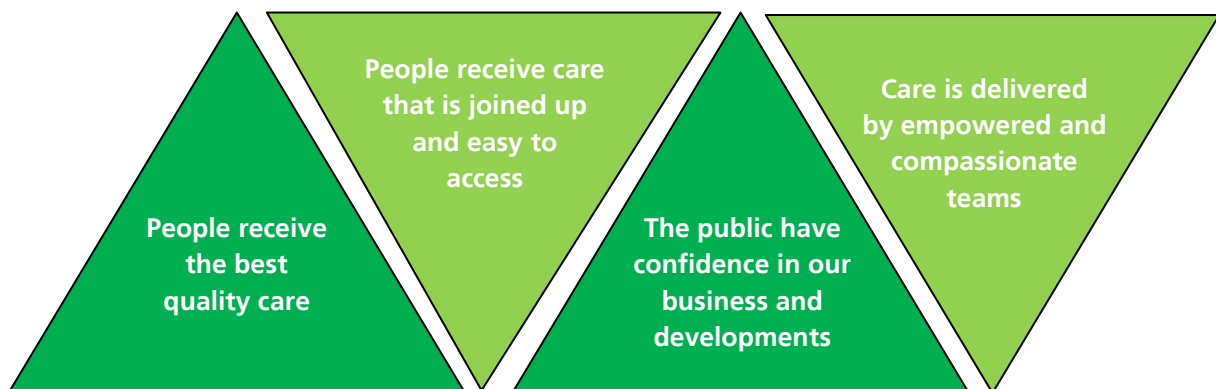 People receive
the best
quality care
People receive care
that is joined up
and easy to
access
The public have
confidence in our
business and
developments
Care is delivered
by empowered and
compassionate
teams